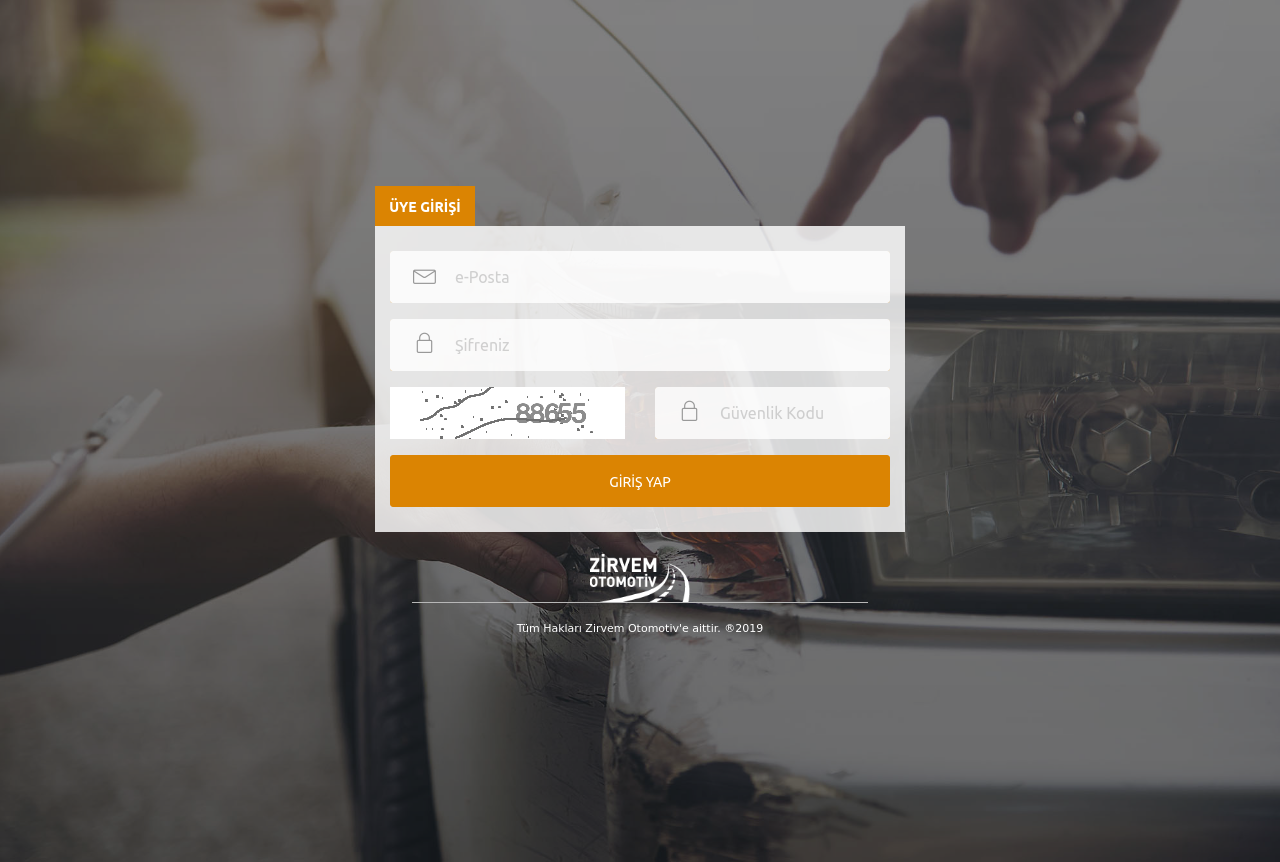 ÜYE GİRİŞİ
e-Posta
Şifreniz
88655
Güvenlik Kodu
GİRİŞ YAP
ZİRVEM
OTOMOTİV
Tüm Hakları Zirvem Otomotiv'e aittir. ®2019